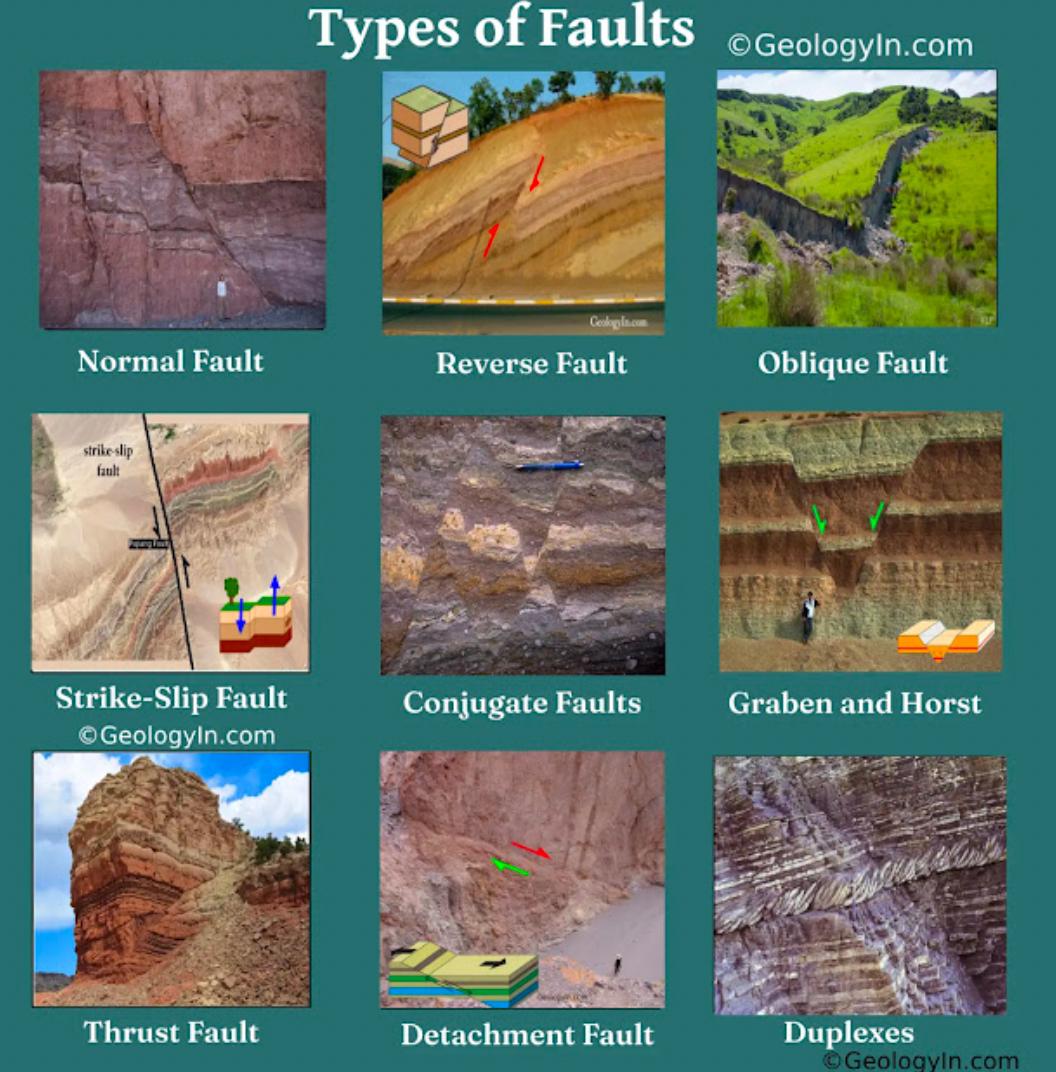 Types of Faults
©GeologyIn.com
GeologyIn.com
Normal Fault
Reverse Fault
Oblique Fault
strike-slip
fault
Strike-Slip Fault
Conjugate Faults
Graben and Horst
©GeologyIn.com
Thrust Fault
Detachment Fault
Duplexes
©GeologyIn.com